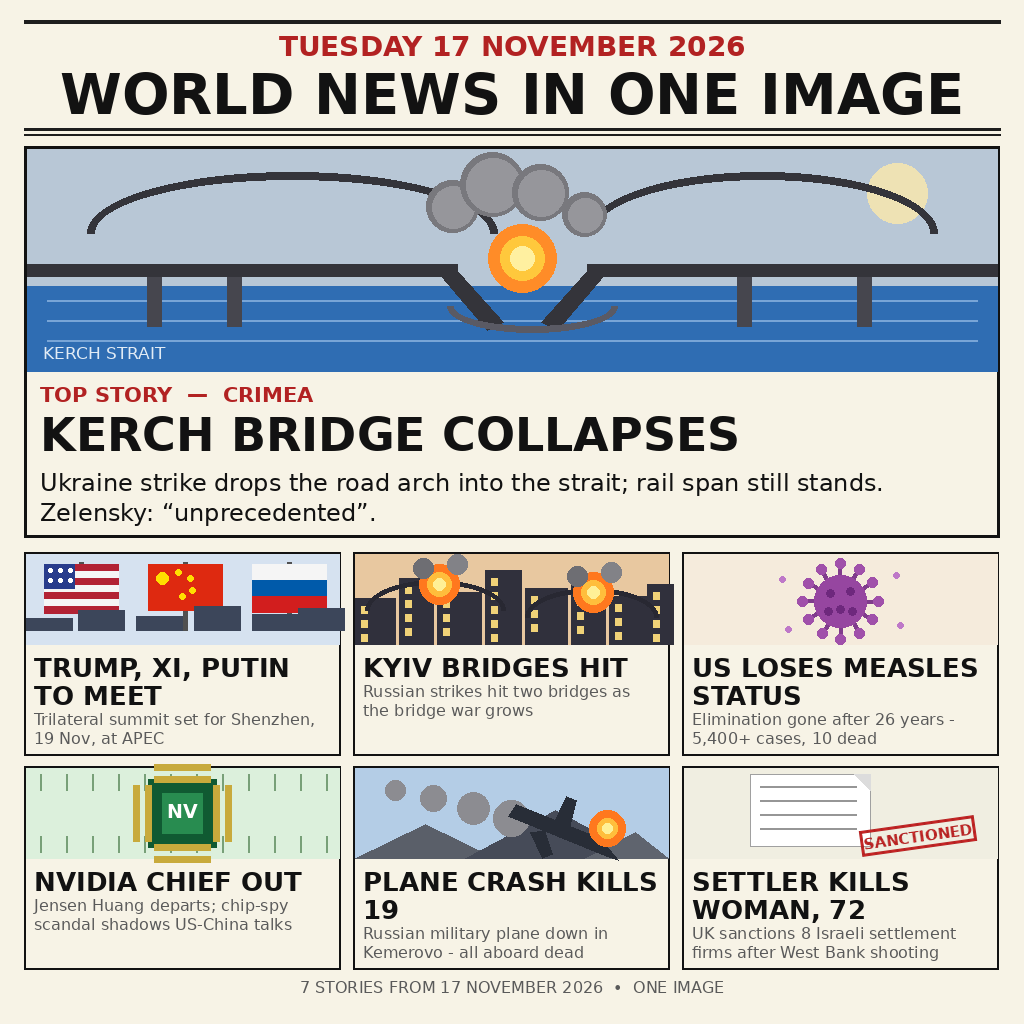 TUESDAY 17 NOVEMBER 2026
WORLD NEWS IN ONE IMAGE
KERCH STRAIT
TOP STORY — CRIMEA
KERCH BRIDGE COLLAPSES
Ukraine strike drops the road arch into the strait; rail span still stands.
Zelensky: “unprecedented”.
TRUMP, XI, PUTIN
TO MEET
Trilateral summit set for Shenzhen,
19 Nov, at APEC
KYIV BRIDGES HIT
Russian strikes hit two bridges as
the bridge war grows
US LOSES MEASLES
STATUS
Elimination gone after 26 years -
5,400+ cases, 10 dead
NV
NVIDIA CHIEF OUT
Jensen Huang departs; chip-spy
scandal shadows US-China talks
PLANE CRASH KILLS
19
Russian military plane down in
Kemerovo - all aboard dead
SANCTIONED
SETTLER KILLS
WOMAN, 72
UK sanctions 8 Israeli settlement
firms after West Bank shooting
7 STORIES FROM 17 NOVEMBER 2026 • ONE IMAGE